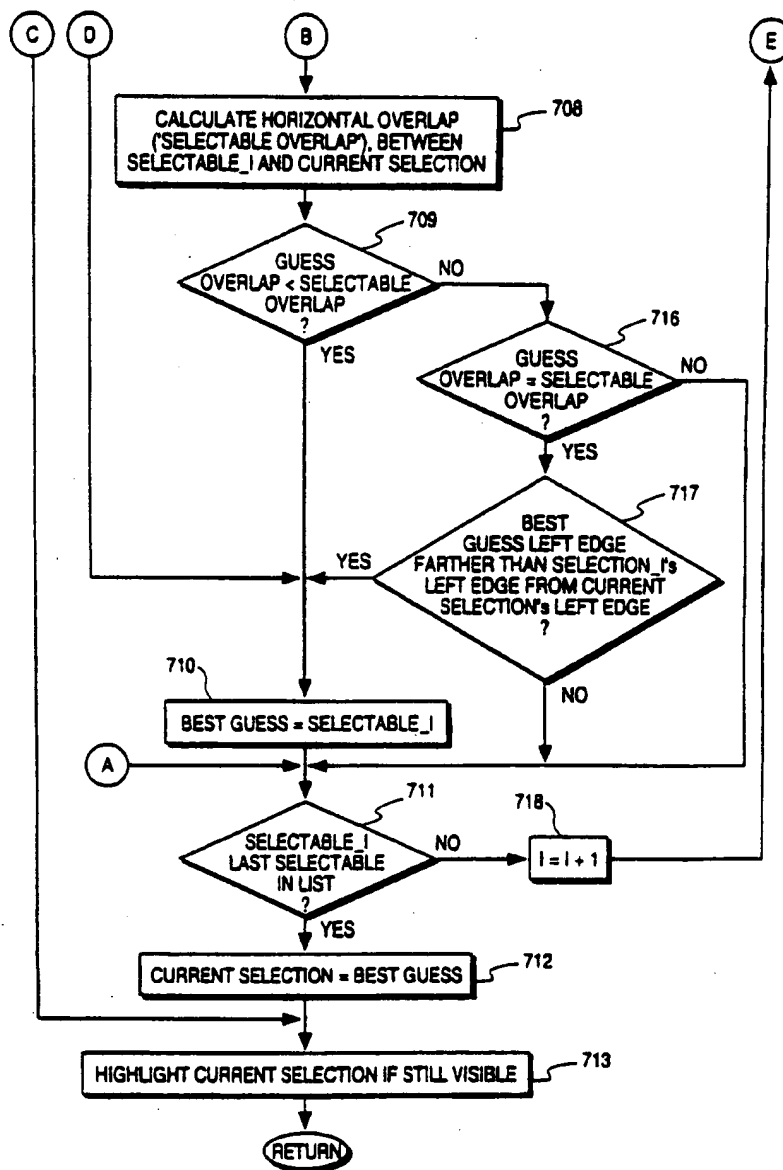 C
D
B
E
CALCULATE HORIZONTAL OVERLAP
("SELECTABLE OVERLAP"), BETWEEN
SELECTABLE_I AND CURRENT SELECTION
708
709
GUESS
OVERLAP < SELECTABLE
OVERLAP
?
NO
YES
716
GUESS
OVERLAP = SELECTABLE
OVERLAP
?
NO
YES
717
BEST
GUESS LEFT EDGE
FARTHER THAN SELECTION_I's
LEFT EDGE FROM CURRENT
SELECTION's LEFT EDGE
?
YES
NO
710
BEST GUESS = SELECTABLE_I
A
711
SELECTABLE_I
LAST SELECTABLE
IN LIST
?
NO
YES
718
I = I + 1
CURRENT SELECTION = BEST GUESS
712
HIGHLIGHT CURRENT SELECTION IF STILL VISIBLE
713
RETURN